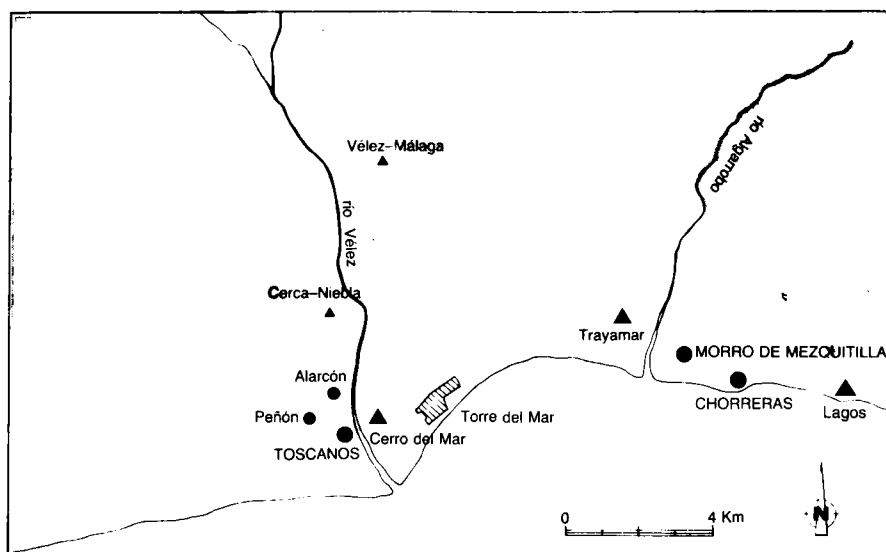 Vélez–Málaga
río Algarrobo
río Vélez
Cerca–Niebla
Trayamar
MORRO DE MEZQUITILLA
Alarcón
CHORRERAS
Lagos
Peñón
Torre del Mar
Cerro del Mar
TOSCANOS
0 4 Km
N